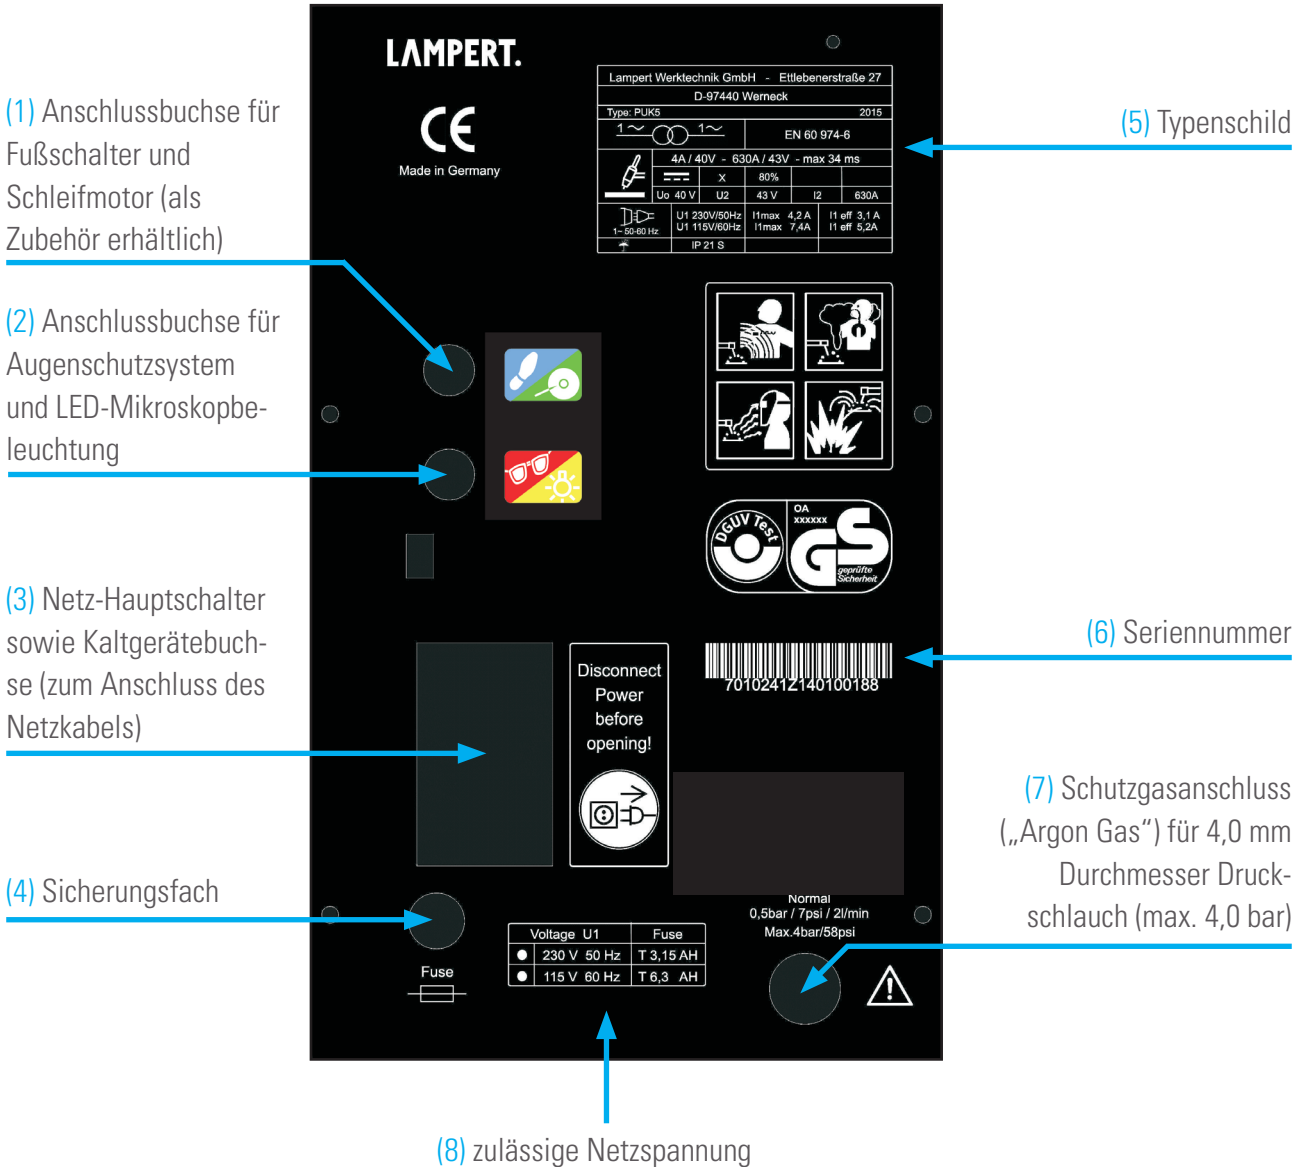 LAMPERT.
CE
Made in Germany
Lampert Werktechnik GmbH - Ettlebenerstraße 27
D-97440 Werneck
Type: PUK5 2015
1~ 1~ EN 60 974-6
4A / 40V - 630A / 43V - max 34 ms
X 80%
Uo 40 V U2 43 V I2 630A
1~ 50-60 Hz
U1 230V/50Hz I1max 4,2 A I1 eff 3,1 A
U1 115V/60Hz I1max 7,4A I1 eff 5,2A
IP 21 S
(1) Anschlussbuchse für
Fußschalter und
Schleifmotor (als
Zubehör erhältlich)
(2) Anschlussbuchse für
Augenschutzsystem
und LED-Mikroskopbe-
leuchtung
(3) Netz-Hauptschalter
sowie Kaltgerätebuch-
se (zum Anschluss des
Netzkabels)
(4) Sicherungsfach
(5) Typenschild
DGUV Test
OA
xxxxxx
GS
geprüfte
Sicherheit
(6) Seriennummer
7010241Z140100188
Disconnect
Power
before
opening!
(7) Schutzgasanschluss
(„Argon Gas“) für 4,0 mm
Durchmesser Druck-
schlauch (max. 4,0 bar)
Normal
0,5bar / 7psi / 2l/min
Max.4bar/58psi
Fuse
Voltage U1 Fuse
230 V 50 Hz T 3,15 AH
115 V 60 Hz T 6,3 AH
(8) zulässige Netzspannung